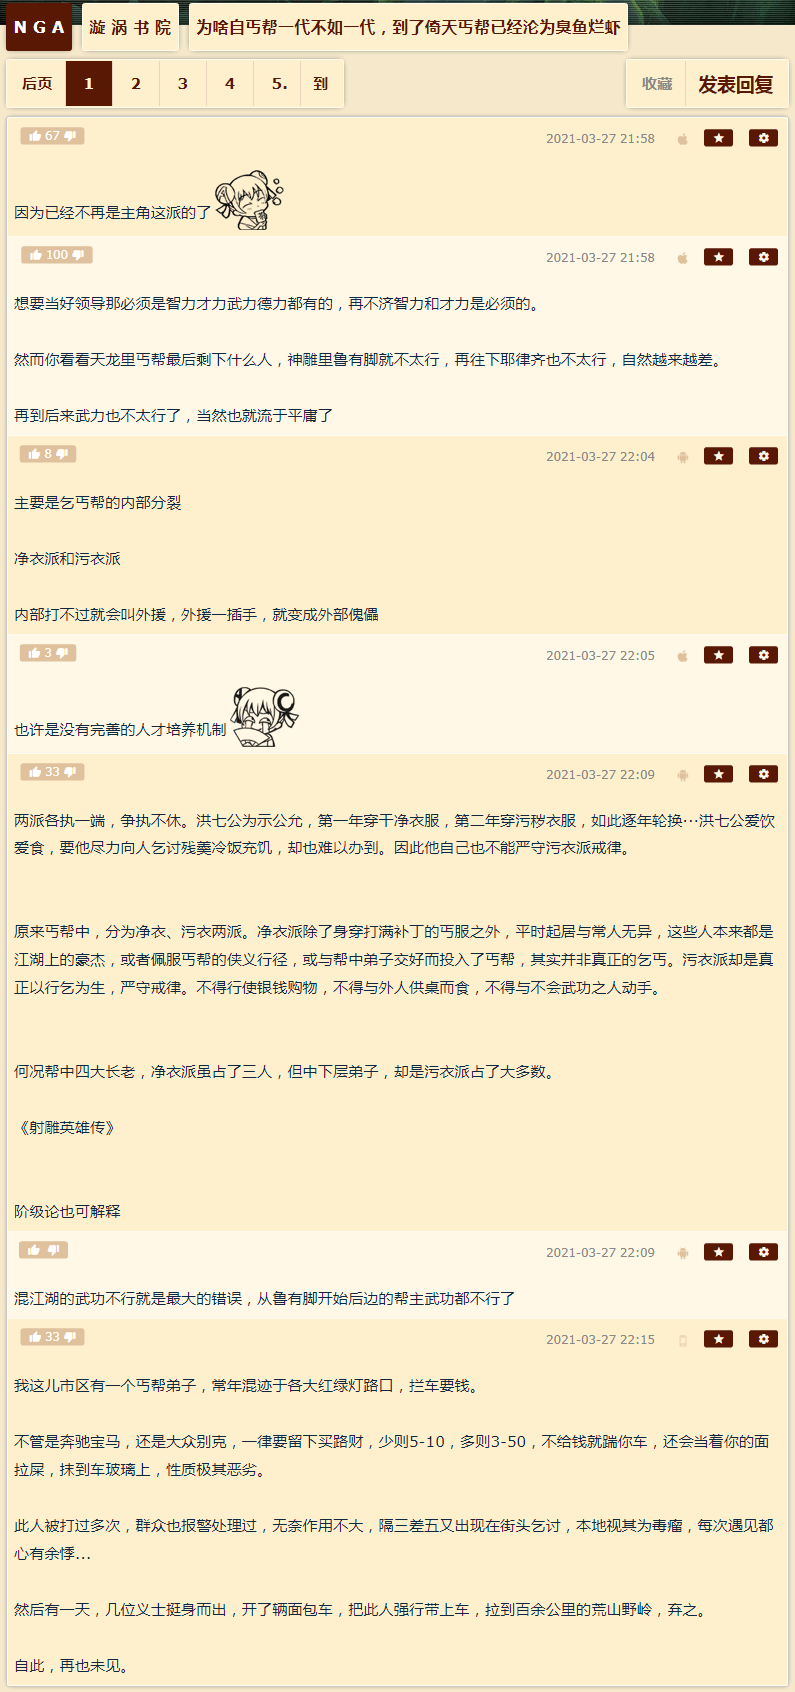 NGA 漩涡书院 为啥自丐帮一代不如一代，到了倚天丐帮已经沦为臭鱼烂虾
后页 1 2 3 4 5. 到 收藏 发表回复
67 2021-03-27 21:58
因为已经不再是主角这派的了
100 2021-03-27 21:58
想要当好领导那必须是智力才力武力德力都有的，再不济智力和才力是必须的。
然而你看看天龙里丐帮最后剩下什么人，神雕里鲁有脚就不太行，再往下耶律齐也不太行，自然越来越差。
再到后来武力也不太行了，当然也就流于平庸了
8 2021-03-27 22:04
主要是乞丐帮的内部分裂
净衣派和污衣派
内部打不过就会叫外援，外援一插手，就变成外部傀儡
3 2021-03-27 22:05
也许是没有完善的人才培养机制
33 2021-03-27 22:09
两派各执一端，争执不休。洪七公为示公允，第一年穿干净衣服，第二年穿污秽衣服，如此逐年轮换…洪七公爱饮
爱食，要他尽力向人乞讨残羹冷饭充饥，却也难以办到。因此他自己也不能严守污衣派戒律。
原来丐帮中，分为净衣、污衣两派。净衣派除了身穿打满补丁的丐服之外，平时起居与常人无异，这些人本来都是
江湖上的豪杰，或者佩服丐帮的侠义行径，或与帮中弟子交好而投入了丐帮，其实并非真正的乞丐。污衣派却是真
正以行乞为生，严守戒律。不得行使银钱购物，不得与外人供桌而食，不得与不会武功之人动手。
何况帮中四大长老，净衣派虽占了三人，但中下层弟子，却是污衣派占了大多数。
《射雕英雄传》
阶级论也可解释
2021-03-27 22:09
混江湖的武功不行就是最大的错误，从鲁有脚开始后边的帮主武功都不行了
33 2021-03-27 22:15
我这儿市区有一个丐帮弟子，常年混迹于各大红绿灯路口，拦车要钱。
不管是奔驰宝马，还是大众别克，一律要留下买路财，少则5-10，多则3-50，不给钱就踹你车，还会当着你的面
拉屎，抹到车玻璃上，性质极其恶劣。
此人被打过多次，群众也报警处理过，无奈作用不大，隔三差五又出现在街头乞讨，本地视其为毒瘤，每次遇见都
心有余悸...
然后有一天，几位义士挺身而出，开了辆面包车，把此人强行带上车，拉到百余公里的荒山野岭，弃之。
自此，再也未见。